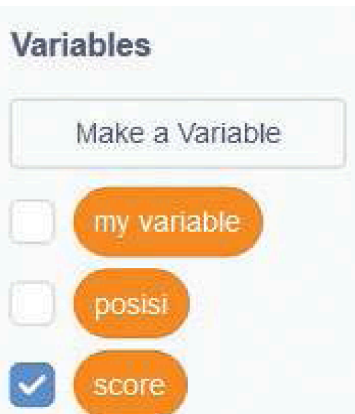 Variables
Make a Variable
my variable
posisi
score